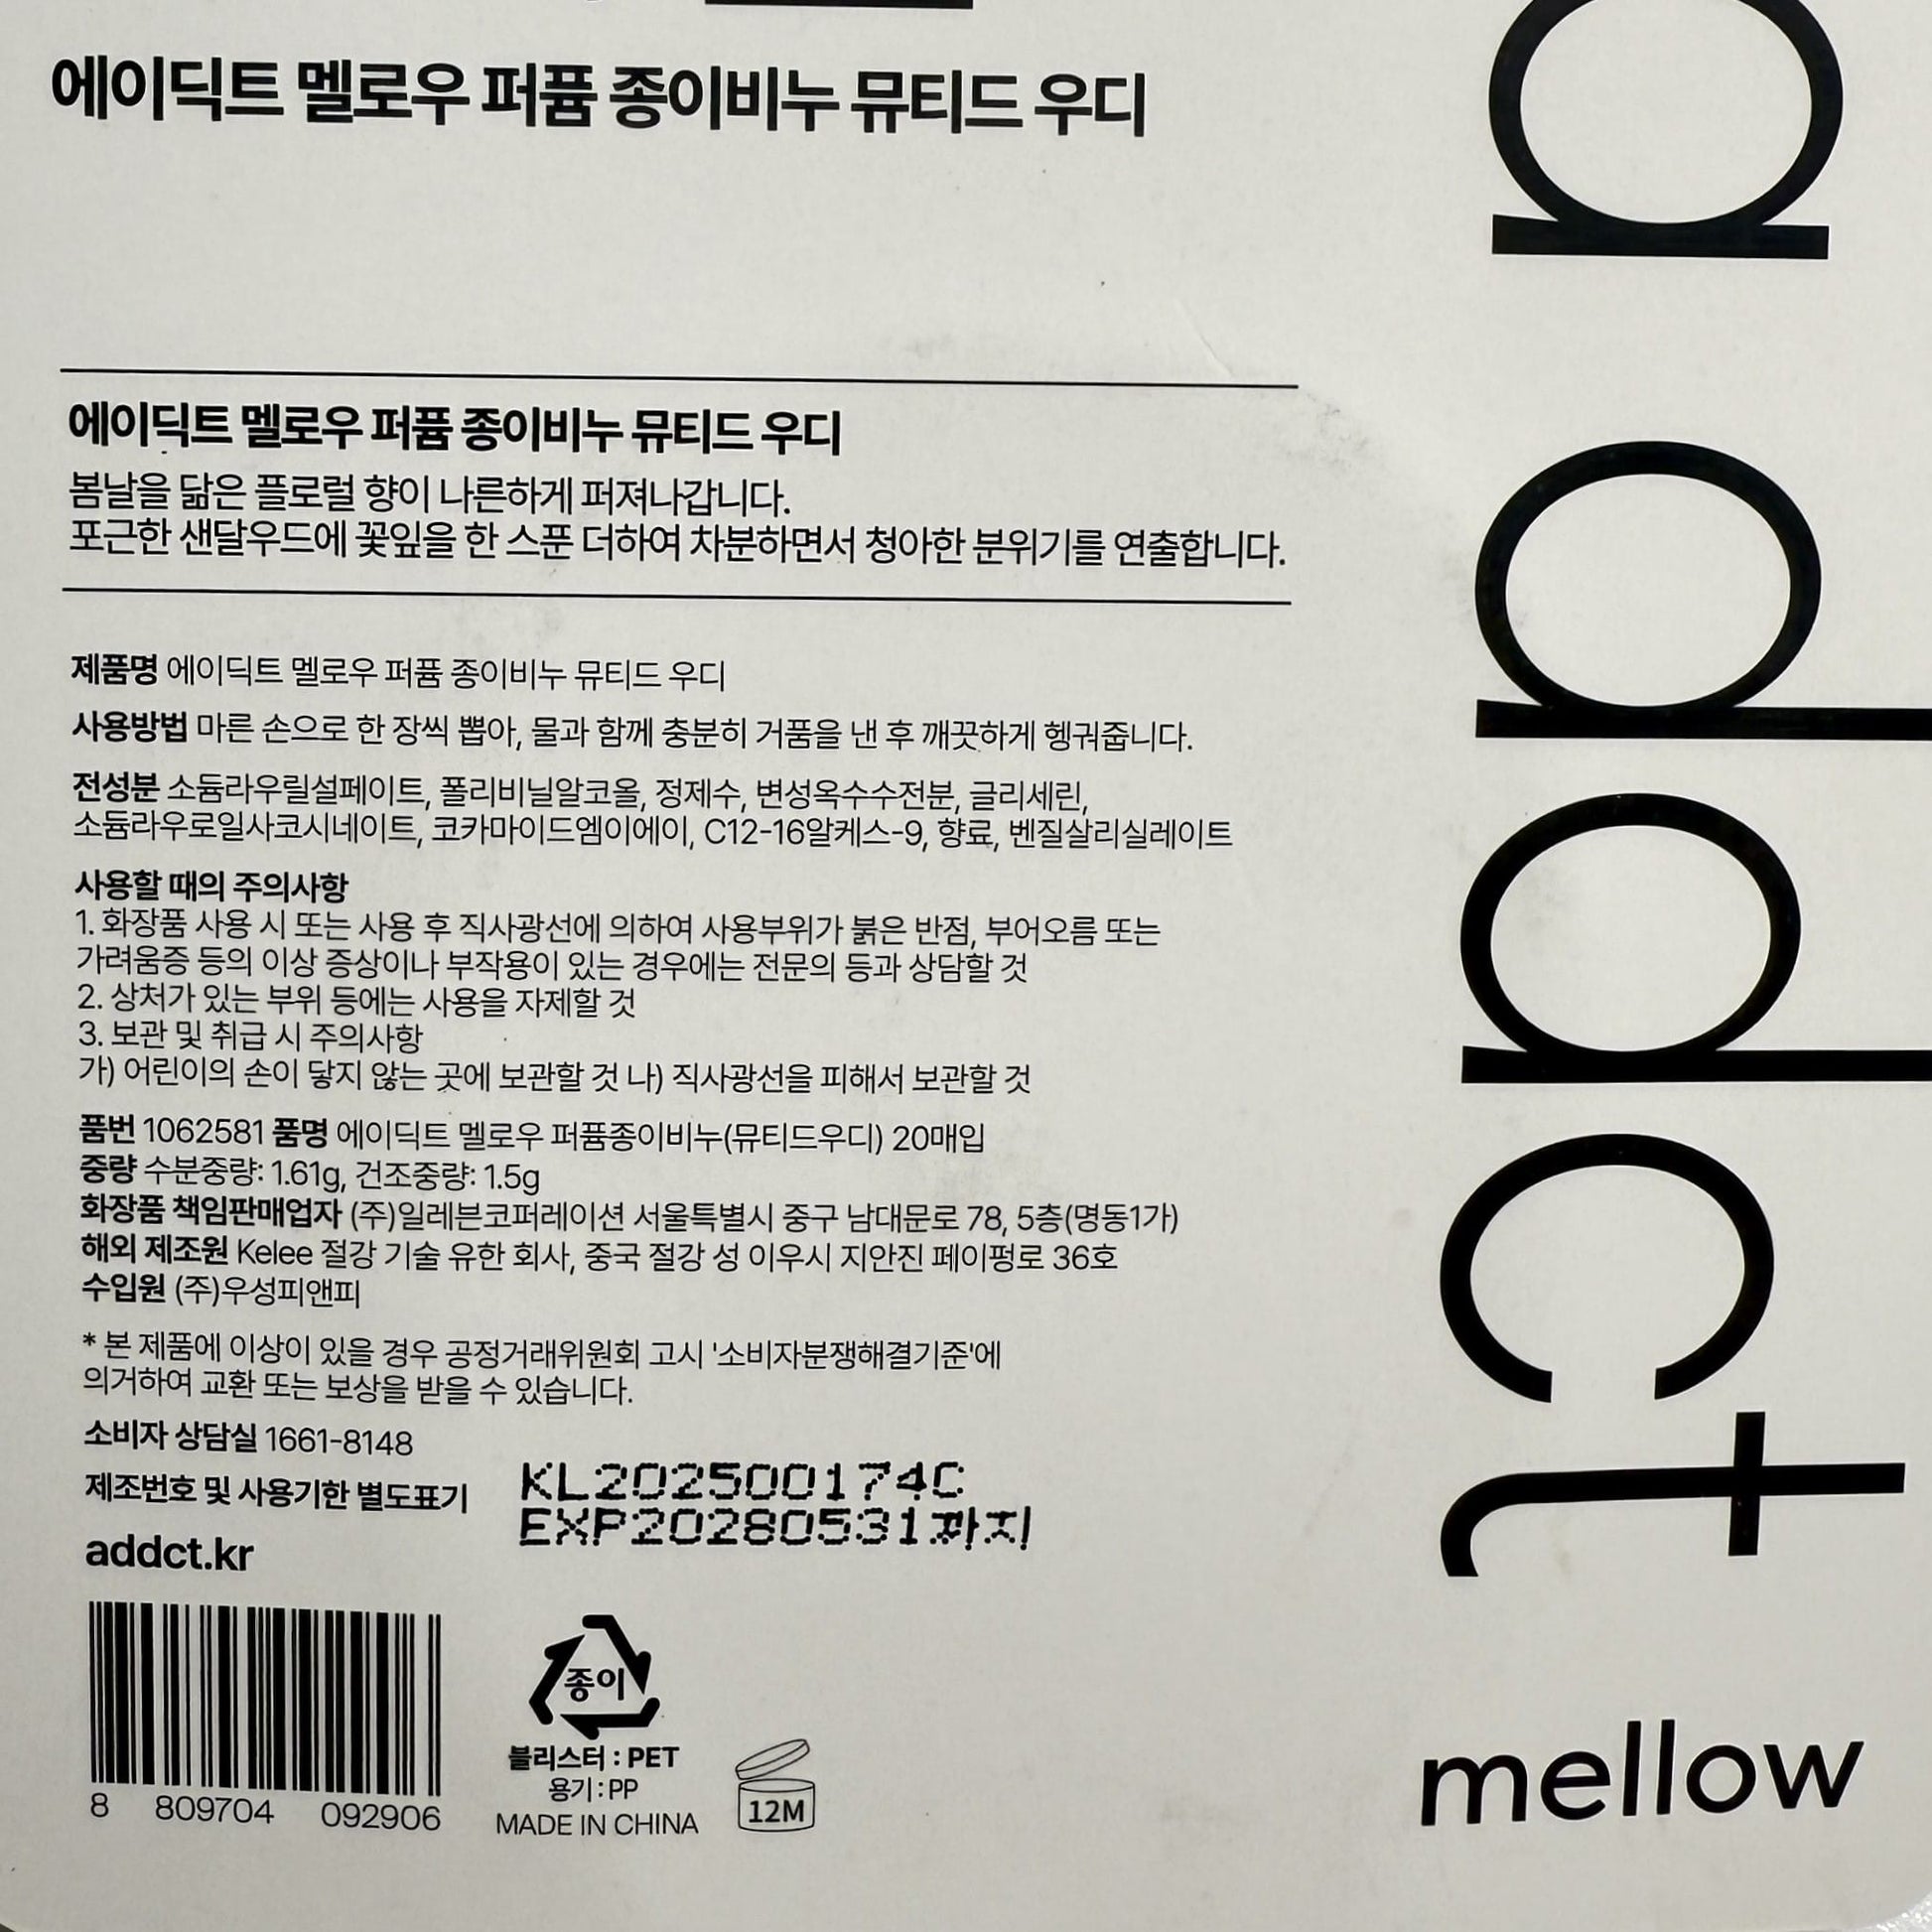 에이딕트 멜로우 퍼퓸 종이비누 뮤티드 우디
에이딕트 멜로우 퍼퓸 종이비누 뮤티드 우디
봄날을 닮은 플로럴 향이 나른하게 퍼져나갑니다.
포근한 샌달우드에 꽃잎을 한 스푼 더하여 차분하면서 청아한 분위기를 연출합니다.
제품명 에이딕트 멜로우 퍼퓸 종이비누 뮤티드 우디
사용방법 마른 손으로 한 장씩 뽑아, 물과 함께 충분히 거품을 낸 후 깨끗하게 헹궈줍니다.
전성분 소듐라우릴설페이트, 폴리비닐알코올, 정제수, 변성옥수수전분, 글리세린,
소듐라우로일사코시네이트, 코카마이드엠이에이, C12-16알케스-9, 향료, 벤질살리실레이트
사용할 때의 주의사항
1. 화장품 사용 시 또는 사용 후 직사광선에 의하여 사용부위가 붉은 반점, 부어오름 또는
가려움증 등의 이상 증상이나 부작용이 있는 경우에는 전문의 등과 상담할 것
2. 상처가 있는 부위 등에는 사용을 자제할 것
3. 보관 및 취급 시 주의사항
가) 어린이의 손이 닿지 않는 곳에 보관할 것 나) 직사광선을 피해서 보관할 것
품번 1062581 품명 에이딕트 멜로우 퍼퓸종이비누(뮤티드우디) 20매입
중량 수분중량: 1.61g, 건조중량: 1.5g
화장품 책임판매업자 (주)일레븐코퍼레이션 서울특별시 중구 남대문로 78, 5층(명동1가)
해외 제조원 Kelee 절강 기술 유한 회사, 중국 절강 성 이우시 지안진 페이펑로 36호
수입원 (주)우성피앤피
* 본 제품에 이상이 있을 경우 공정거래위원회 고시 '소비자분쟁해결기준'에
의거하여 교환 또는 보상을 받을 수 있습니다.
소비자 상담실 1661-8148
제조번호 및 사용기한 별도표기
KL202500174C
EXP20280531까지
addct.kr
8 809704 092906
종이
블리스터 : PET
용기 : PP
MADE IN CHINA
12M
addct
mellow